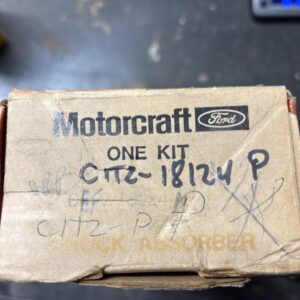 Motorcraft Ford
ONE KIT
C1TZ-18124 P
C1TZ-P
SHOCK ABSORBER